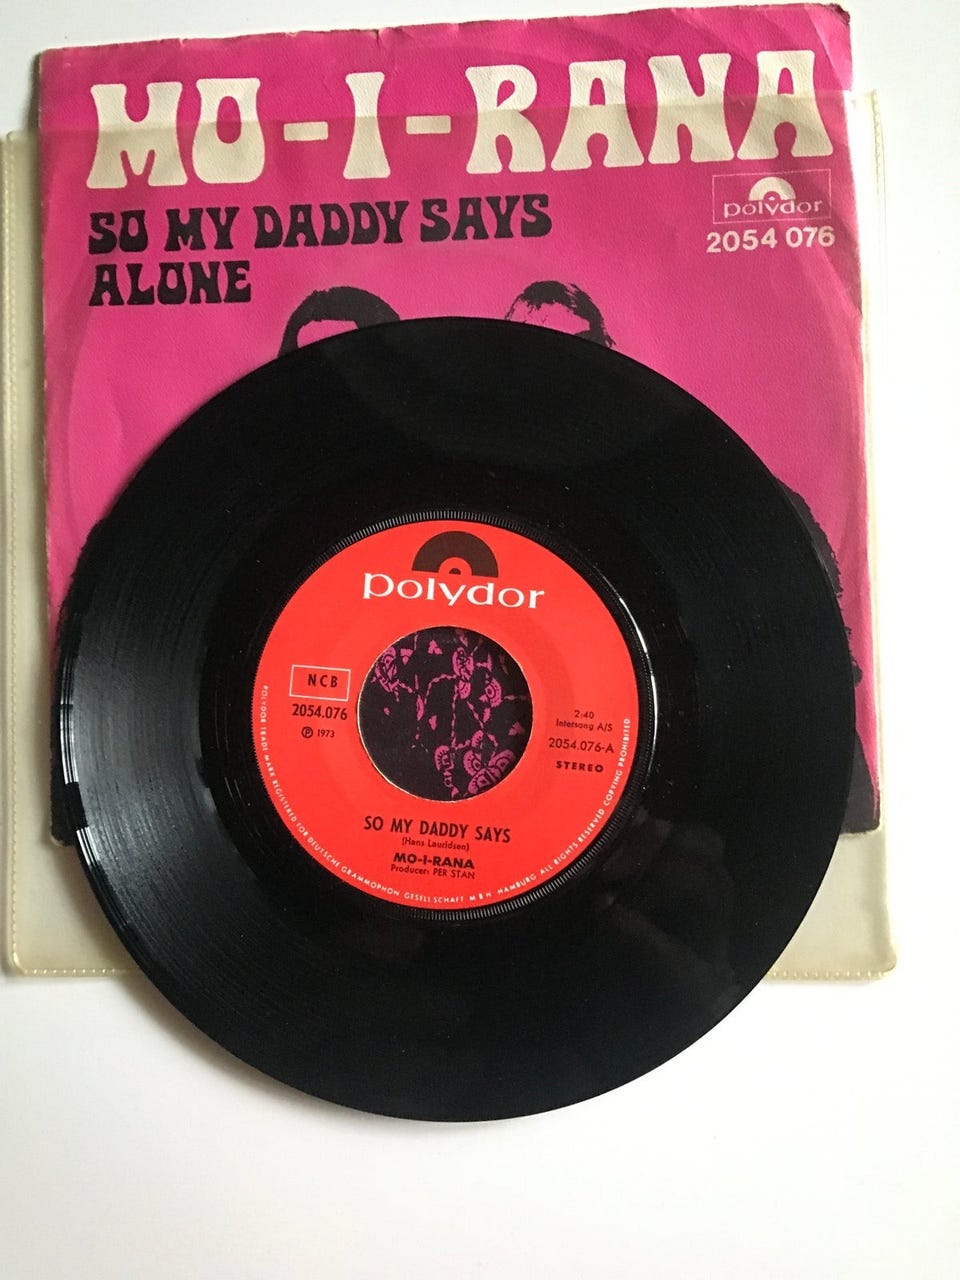 MO-I-RANA
SO MY DADDY SAYS
ALONE
polydor
2054 076
polydor
NCB
2054.076
℗ 1973
2:40
Intersong A/S
2054.076-A
STEREO
SO MY DADDY SAYS
(Hans Lauridsen)
MO-I-RANA
Producer: PER STAN
POLYDOR TRADE MARK REGISTERED FOR DEUTSCHE GRAMMOPHON GESELLSCHAFT MBH HAMBURG ALL RIGHTS RESERVED COPYING PROHIBITED